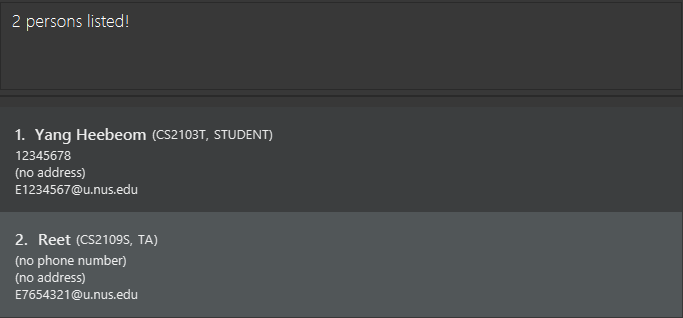 2 persons listed!
1. Yang Heebeom (CS2103T, STUDENT)
12345678
(no address)
E1234567@u.nus.edu
2. Reet (CS2109S, TA)
(no phone number)
(no address)
E7654321@u.nus.edu